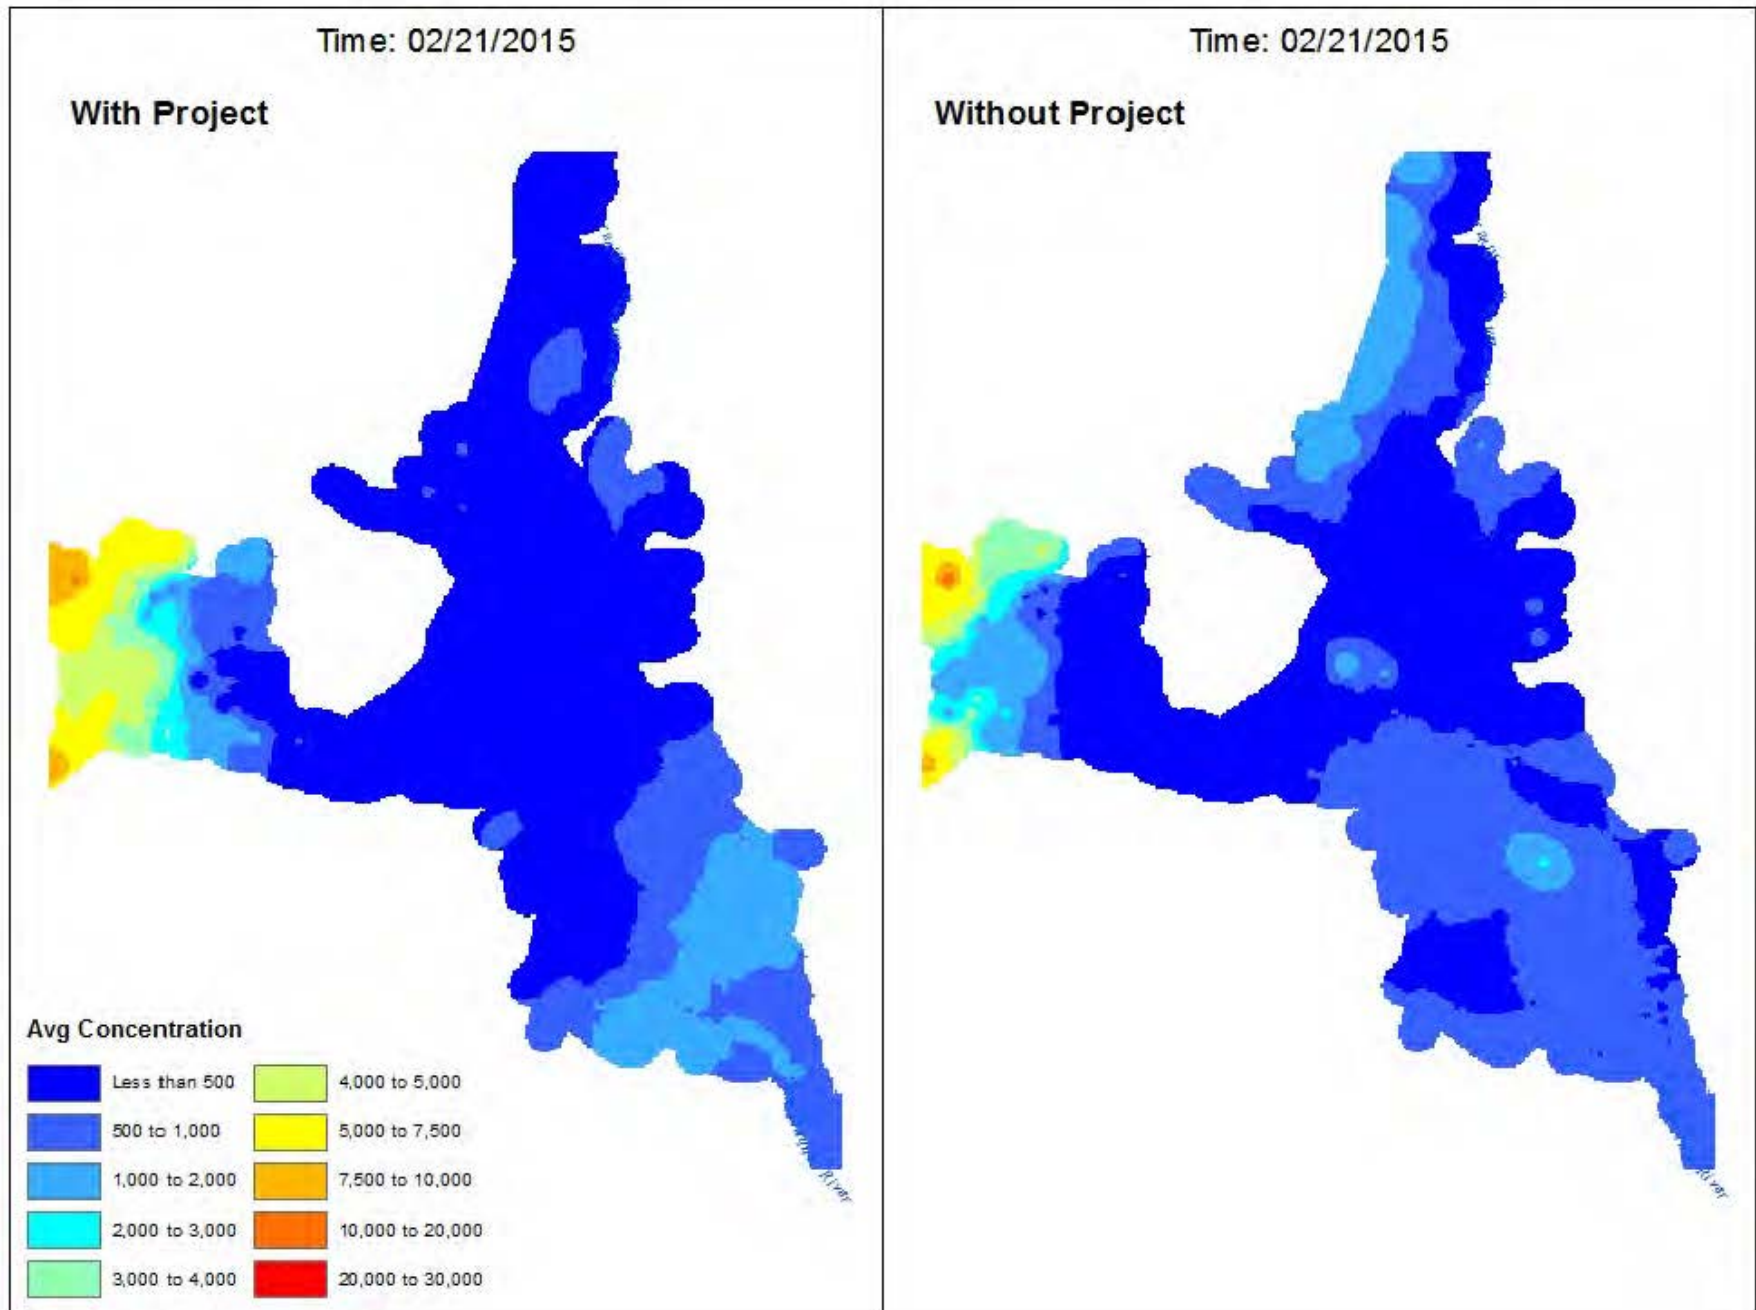 Time: 02/21/2015
With Project
Time: 02/21/2015
Without Project
Avg Concentration
Less than 500
500 to 1,000
1,000 to 2,000
2,000 to 3,000
3,000 to 4,000
4,000 to 5,000
5,000 to 7,500
7,500 to 10,000
10,000 to 20,000
20,000 to 30,000
River
River